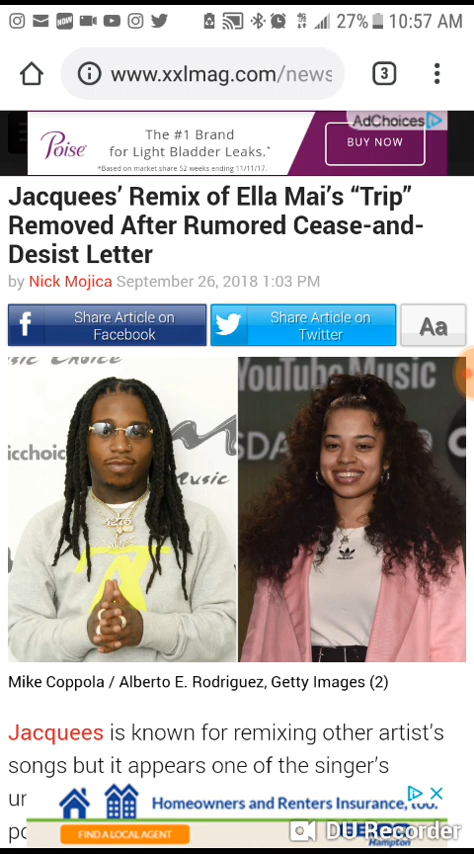 NOW 27% 10:57 AM
www.xxlmag.com/news
3
AdChoices
Poise
The #1 Brand
for Light Bladder Leaks.*
*Based on market share 52 weeks ending 11/11/17.
BUY NOW
Jacquees’ Remix of Ella Mai’s “Trip”
Removed After Rumored Cease-and-
Desist Letter
by Nick Mojica September 26, 2018 1:03 PM
f Share Article on
Facebook
Share Article on
Twitter
Aa
YouTube Music
Mike Coppola / Alberto E. Rodriguez, Getty Images (2)
Jacquees is known for remixing other artist's
songs but it appears one of the singer's
Homeowners and Renters Insurance, too.
FIND A LOCAL AGENT
Hampton
DU Recorder